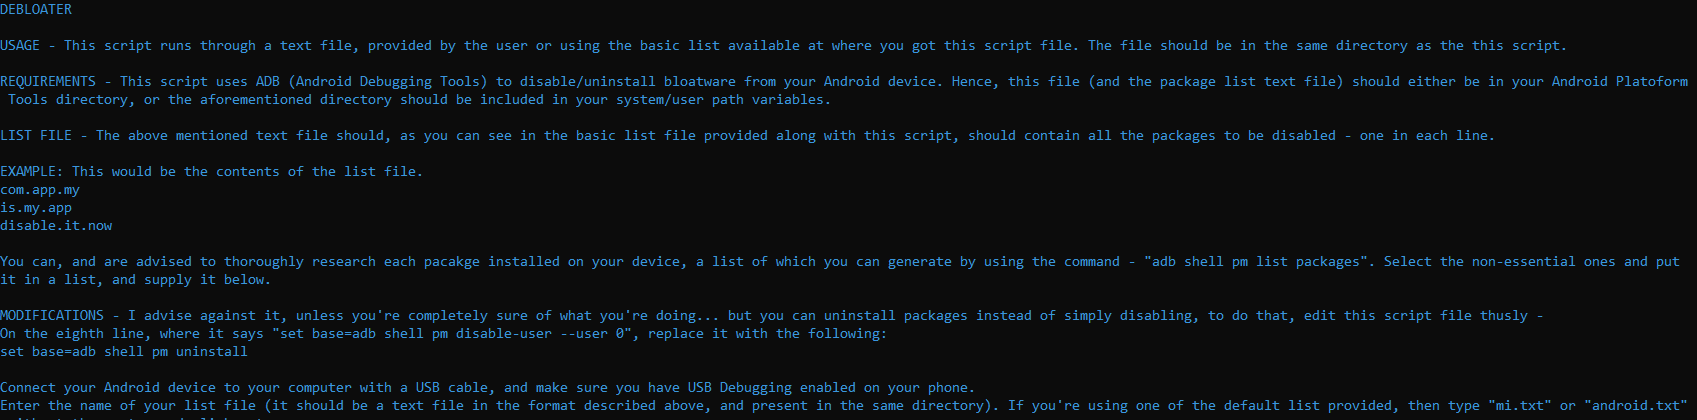 DEBLOATER
USAGE - This script runs through a text file, provided by the user or using the basic list available at where you got this script file. The file should be in the same directory as the this script.
REQUIREMENTS - This script uses ADB (Android Debugging Tools) to disable/uninstall bloatware from your Android device. Hence, this file (and the package list text file) should either be in your Android Platoform
Tools directory, or the aforementioned directory should be included in your system/user path variables.
LIST FILE - The above mentioned text file should, as you can see in the basic list file provided along with this script, should contain all the packages to be disabled - one in each line.
EXAMPLE: This would be the contents of the list file.
com.app.my
is.my.app
disable.it.now
You can, and are advised to thoroughly research each pacakge installed on your device, a list of which you can generate by using the command - "adb shell pm list packages". Select the non-essential ones and put
it in a list, and supply it below.
MODIFICATIONS - I advise against it, unless you're completely sure of what you're doing... but you can uninstall packages instead of simply disabling, to do that, edit this script file thusly -
On the eighth line, where it says "set base=adb shell pm disable-user --user 0", replace it with the following:
set base=adb shell pm uninstall
Connect your Android device to your computer with a USB cable, and make sure you have USB Debugging enabled on your phone.
Enter the name of your list file (it should be a text file in the format described above, and present in the same directory). If you're using one of the default list provided, then type "mi.txt" or "android.txt"